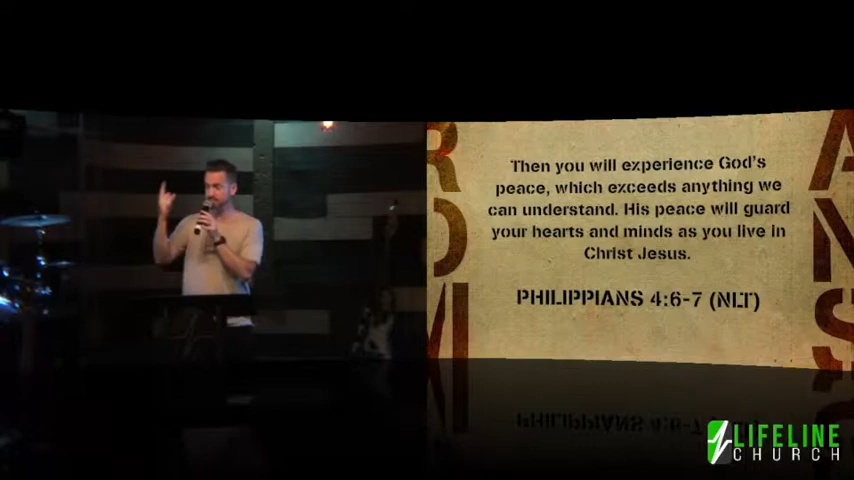 Then you will experience God's
peace, which exceeds anything we
can understand. His peace will guard
your hearts and minds as you live in
Christ Jesus.
PHILIPPIANS 4:6-7 (NLT)
LIFELINE
CHURCH